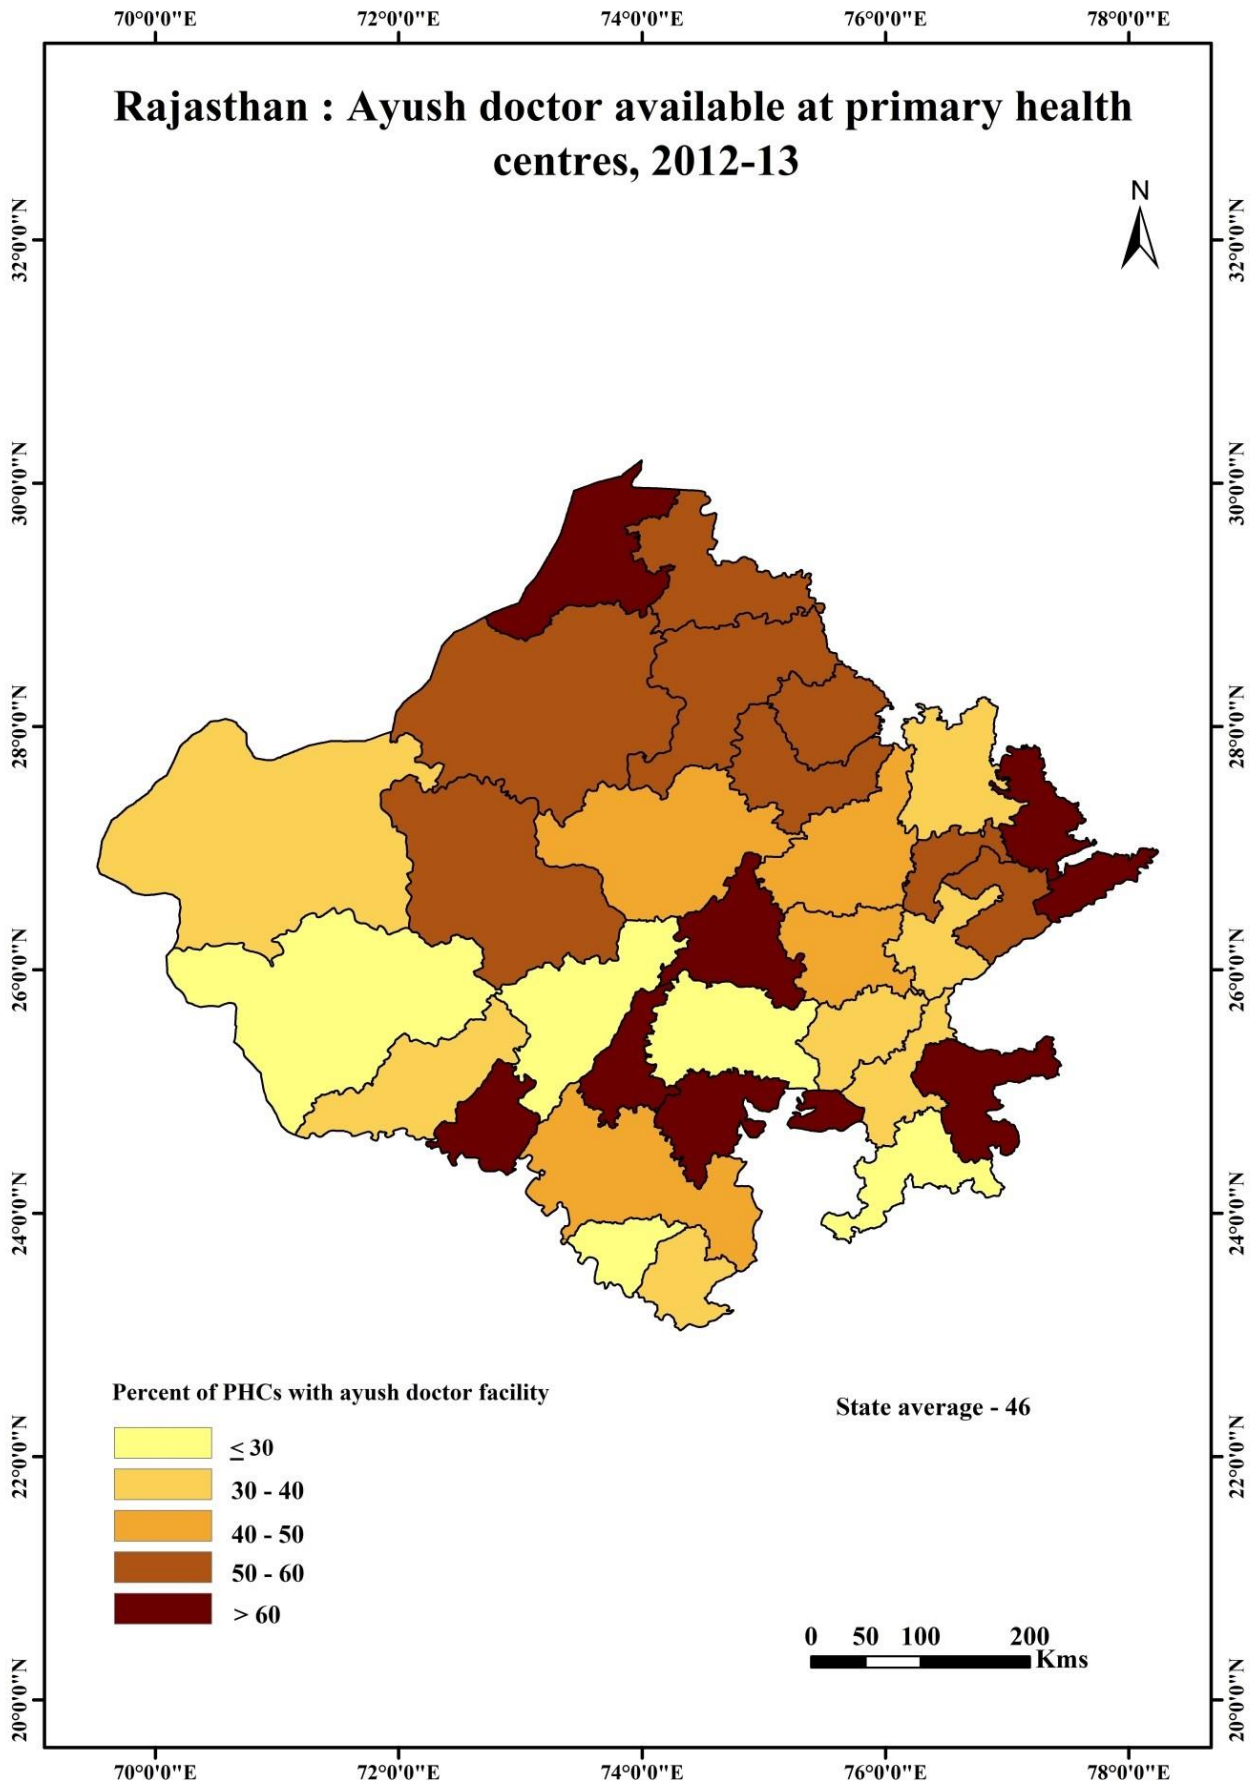 70°0'0"E 72°0'0"E 74°0'0"E 76°0'0"E 78°0'0"E
Rajasthan : Ayush doctor available at primary health
centres, 2012-13
N
32°0'0"N 32°0'0"N
30°0'0"N 30°0'0"N
28°0'0"N 28°0'0"N
26°0'0"N 26°0'0"N
24°0'0"N 24°0'0"N
Percent of PHCs with ayush doctor facility
State average - 46
≤ 30
22°0'0"N 22°0'0"N
30 - 40
40 - 50
50 - 60
> 60
0 50 100 200
Kms
20°0'0"N 20°0'0"N
70°0'0"E 72°0'0"E 74°0'0"E 76°0'0"E 78°0'0"E